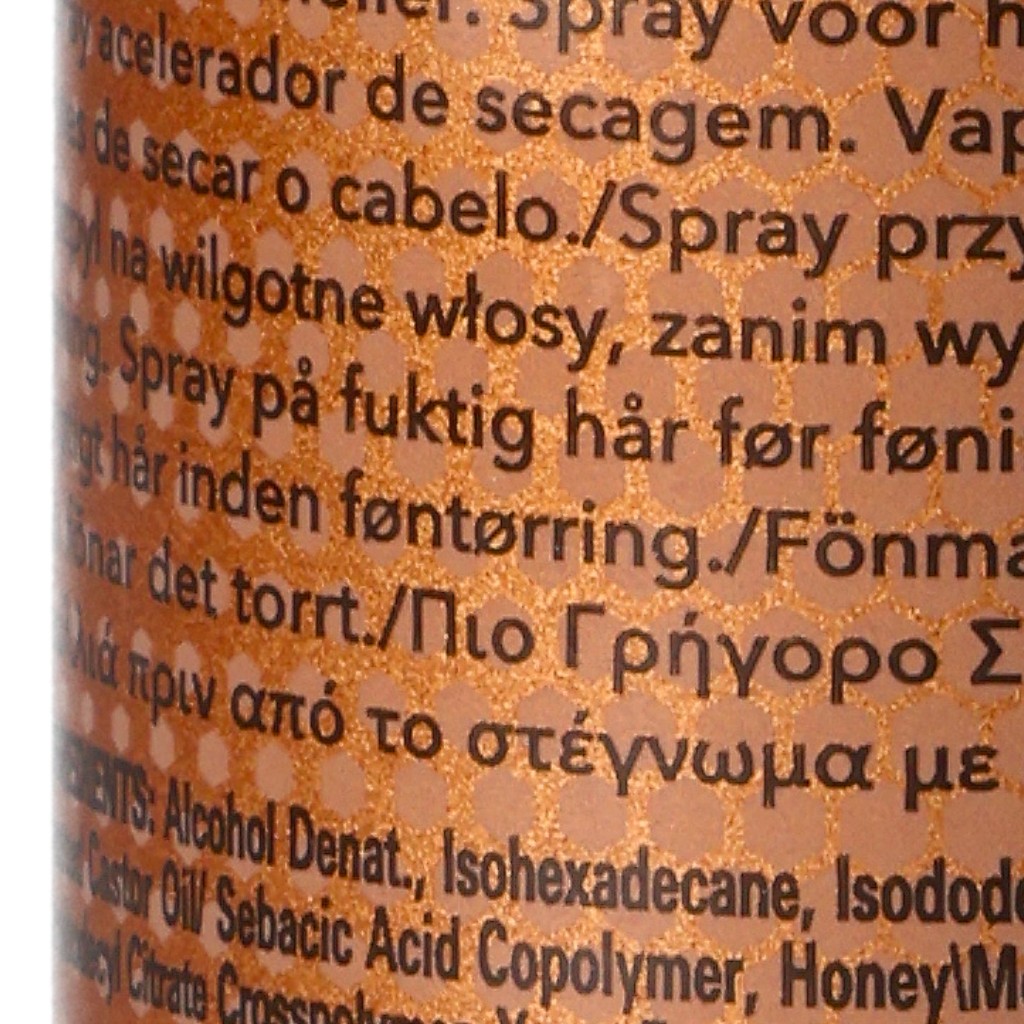 Spray voor
acelerador de secagem. Vap
de secar o cabelo./Spray przy
na wilgotne włosy, zanim wy
Spray på fuktig hår før føni
hår inden føntørring./Fönma
det torrt./Πιο Γρήγορο Σ
πριν από το στέγνωμα με
Alcohol Denat., Isohexadecane, Isodode
Castor Oil/ Sebacic Acid Copolymer, Honey\M
Citrate